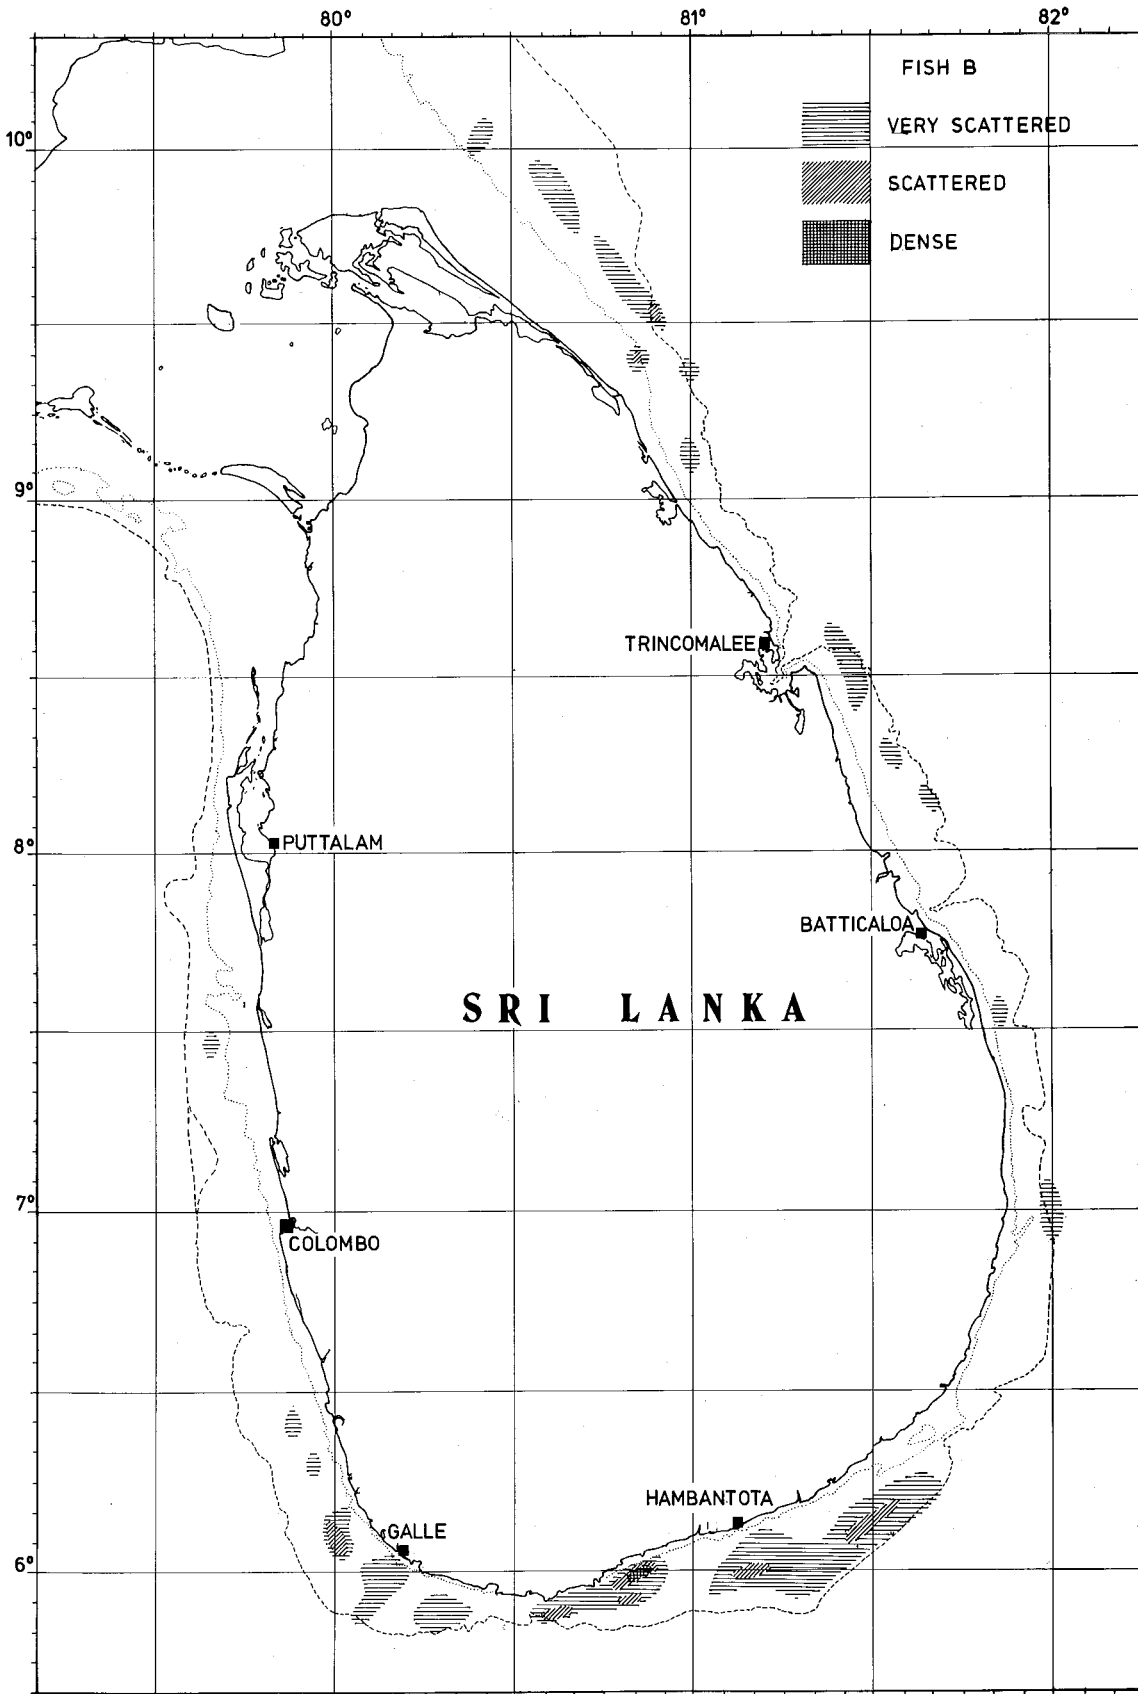 80° 81° 82°
FISH B
VERY SCATTERED
SCATTERED
DENSE
10°
9°
TRINCOMALEE
8°
PUTTALAM
BATTICALOA
SRI LANKA
7°
COLOMBO
HAMBANTOTA
GALLE
6°